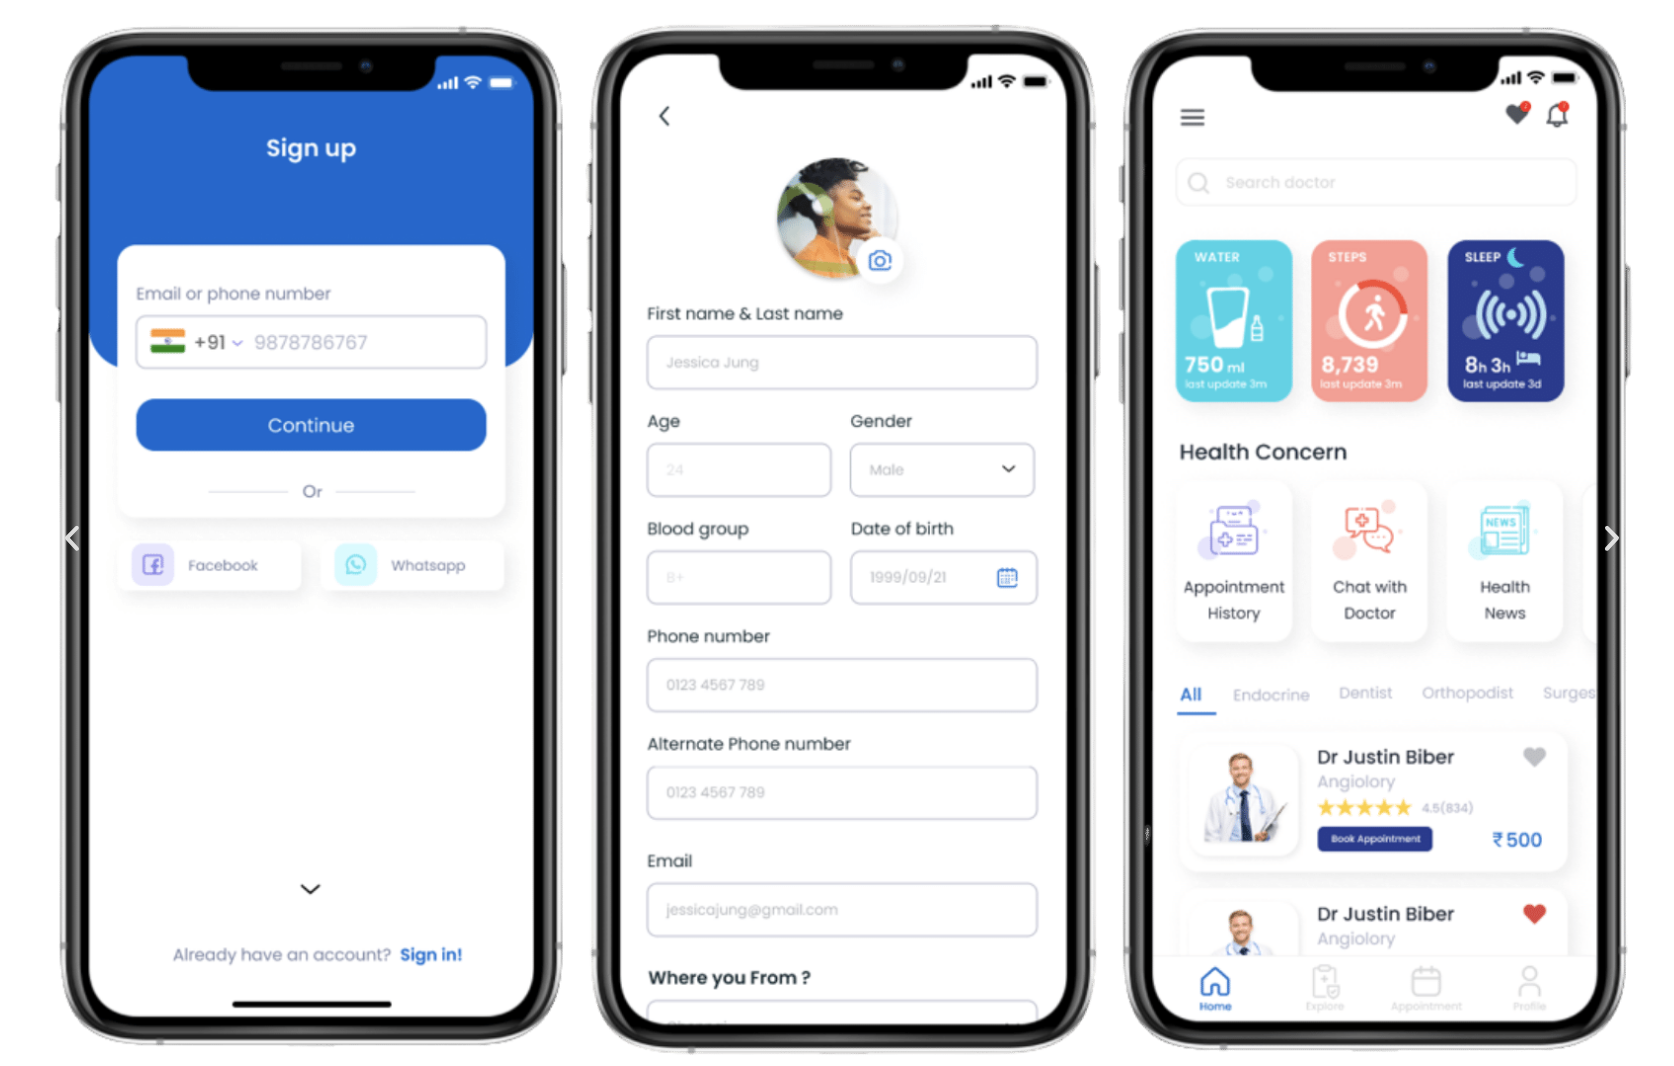 Sign up
Email or phone number
+91 9878786767
Continue
Or
Facebook
Whatsapp
Already have an account? Sign in!
First name & Last name
Jessica Jung
Age
Gender
24
Male
Blood group
Date of birth
B+
1999/09/21
Phone number
0123 4567 789
Alternate Phone number
0123 4567 789
Email
jessicajung@gmail.com
Where you From ?
Search doctor
WATER
750 ml
last update 3m
STEPS
8,739
last update 3m
SLEEP
8h 3h
last update 3d
Health Concern
Appointment
History
Chat with
Doctor
NEWS
Health
News
All
Endocrine
Dentist
Orthopodist
Surges
Dr Justin Biber
Angiolory
4.5(834)
Book Appointment
₹500
Dr Justin Biber
Angiolory
Home
Explore
Appointment
Profile